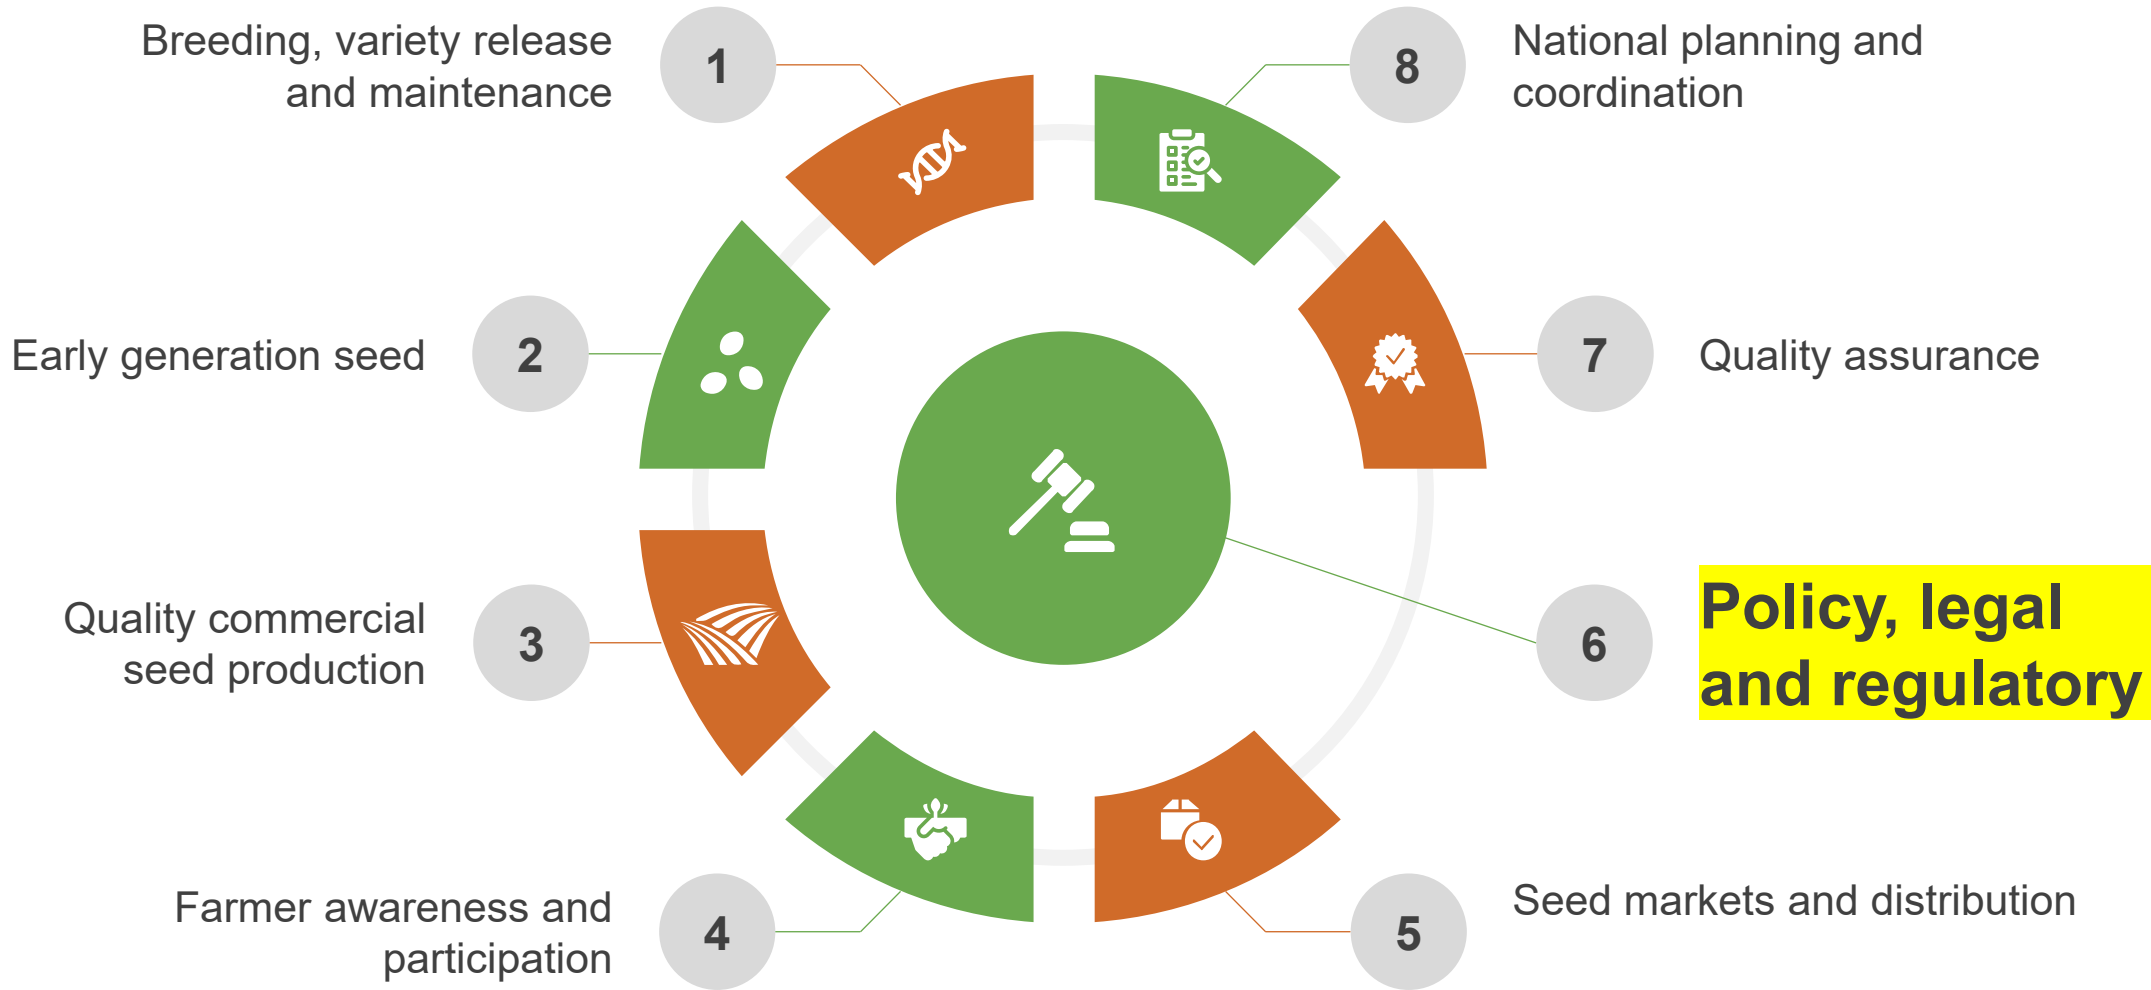 1
Breeding, variety release
and maintenance
2
Early generation seed
3
Quality commercial
seed production
4
Farmer awareness and
participation
5
Seed markets and distribution
6
Policy, legal
and regulatory
7
Quality assurance
8
National planning and
coordination